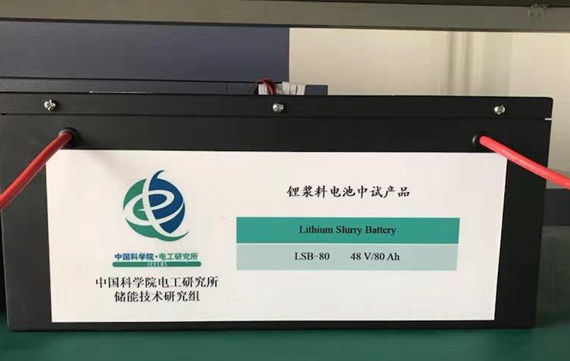 锂浆料电池中试产品
Lithium Slurry Battery
LSB-80 48 V/80 Ah
中国科学院·电工研究所
中国科学院电工研究所
储能技术研究组